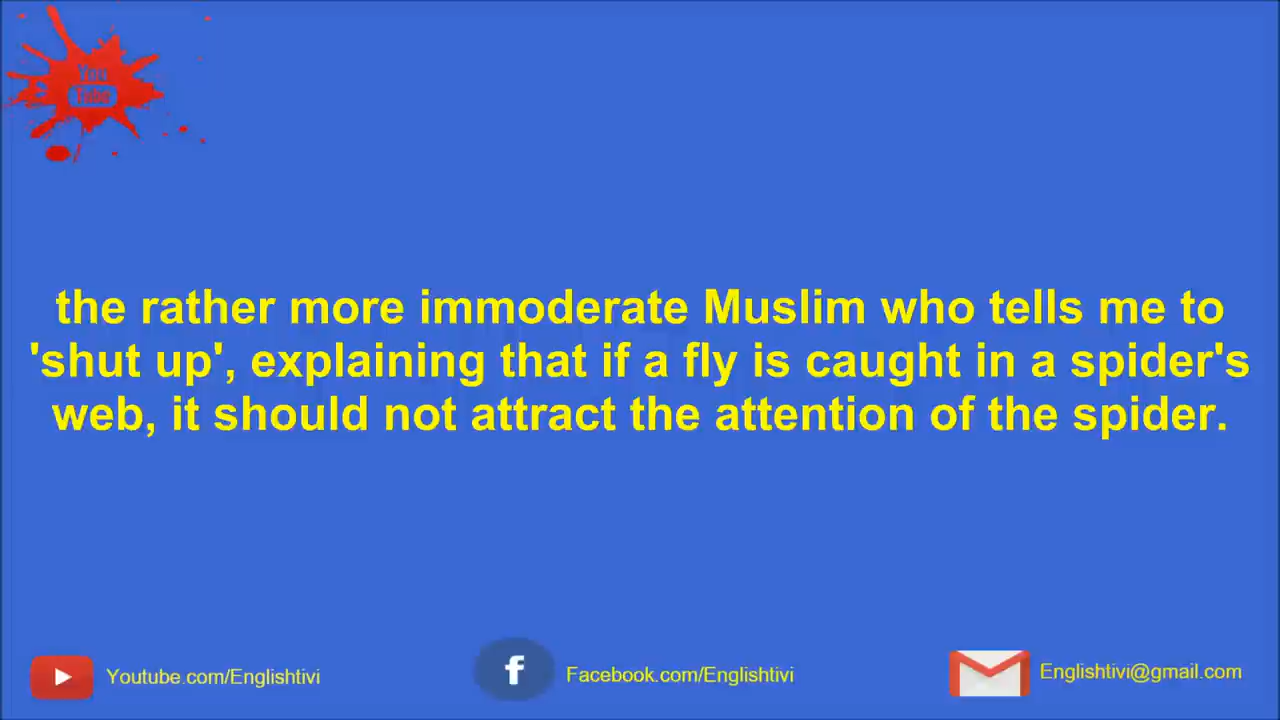 You
Tube
the rather more immoderate Muslim who tells me to
'shut up', explaining that if a fly is caught in a spider's
web, it should not attract the attention of the spider.
Youtube.com/Englishtivi
f
Facebook.com/Englishtivi
Englishtivi@gmail.com